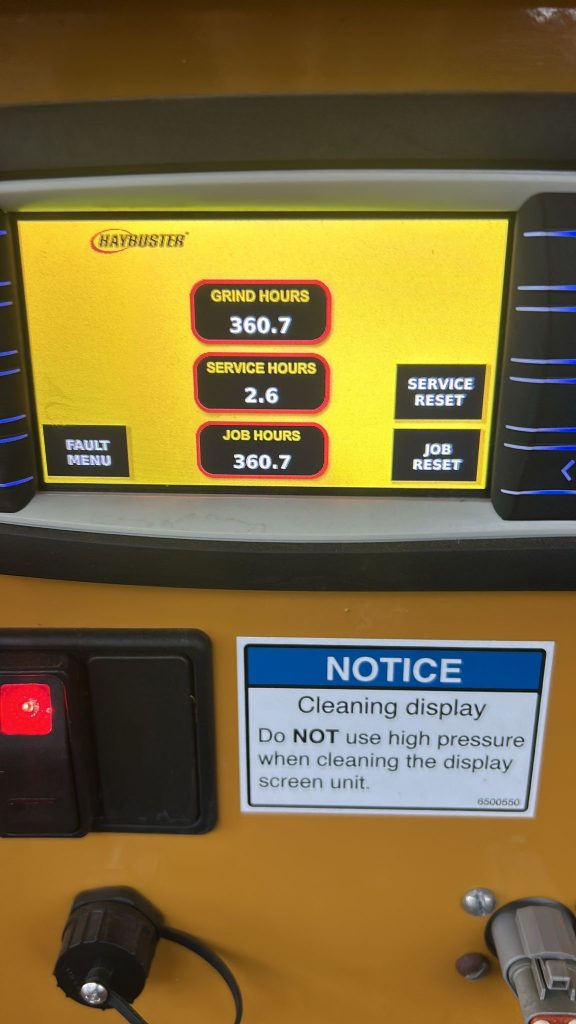 HAYBUSTER™
GRIND HOURS
360.7
SERVICE HOURS
2.6
SERVICE
RESET
JOB HOURS
360.7
FAULT
MENU
JOB
RESET
NOTICE
Cleaning display
Do NOT use high pressure
when cleaning the display
screen unit.
6500550